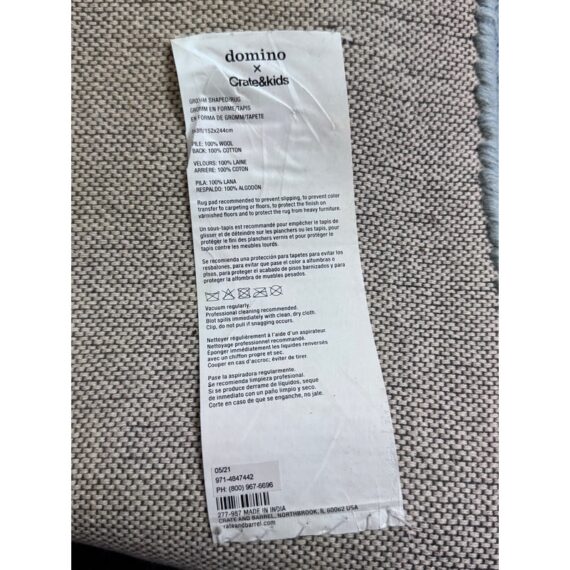 domino
×
Crate&kids
SHAPED/RUG
EN FORME/TAPIS
EN FORMA DE GROMM/TAPETE
PILE: 100% WOOL
BACK: 100% COTTON
VELOURS: 100% LAINE
ARRIÈRE: 100% COTON
PILA: 100% LANA
RESPALDO: 100% ALGODÓN
Rug pad recommended to prevent slipping, to prevent color
transfer to carpeting or floors, to protect the finish on
varnished floors and to protect the rug from heavy furniture.
Un sous-tapis est recommandé pour empêcher le tapis de
glisser et de déteindre sur les planchers ou les tapis, pour
protéger le fini des planchers vernis et pour protéger le
tapis contre les meubles lourds.
Se recomienda una protección para tapetes para evitar los
resbalones, para evitar que pase el color a alfombras o
pisos, para proteger el acabado de pisos barnizados y para
proteger la alfombra de muebles pesados.
Vacuum regularly.
Professional cleaning recommended.
Blot spills immediately with clean, dry cloth.
Clip, do not pull if snagging occurs.
Nettoyer régulièrement à l'aide d'un aspirateur.
Nettoyage professionnel recommandé.
Éponger immédiatement les liquides renversés
avec un chiffon propre et sec.
Couper en cas d'accroc; éviter de tirer.
Pase la aspiradora regularmente.
Se recomienda limpieza profesional.
Si se produce derrame de líquidos, seque
de inmediato con un paño limpio y seco.
Corte en caso de que se enganche, no jale.
05/21
971-4847442
PH: (800) 967-6696
277-987 MADE IN INDIA
CRATE AND BARREL, NORTHBROOK, IL 60062 USA
crateandbarrel.com